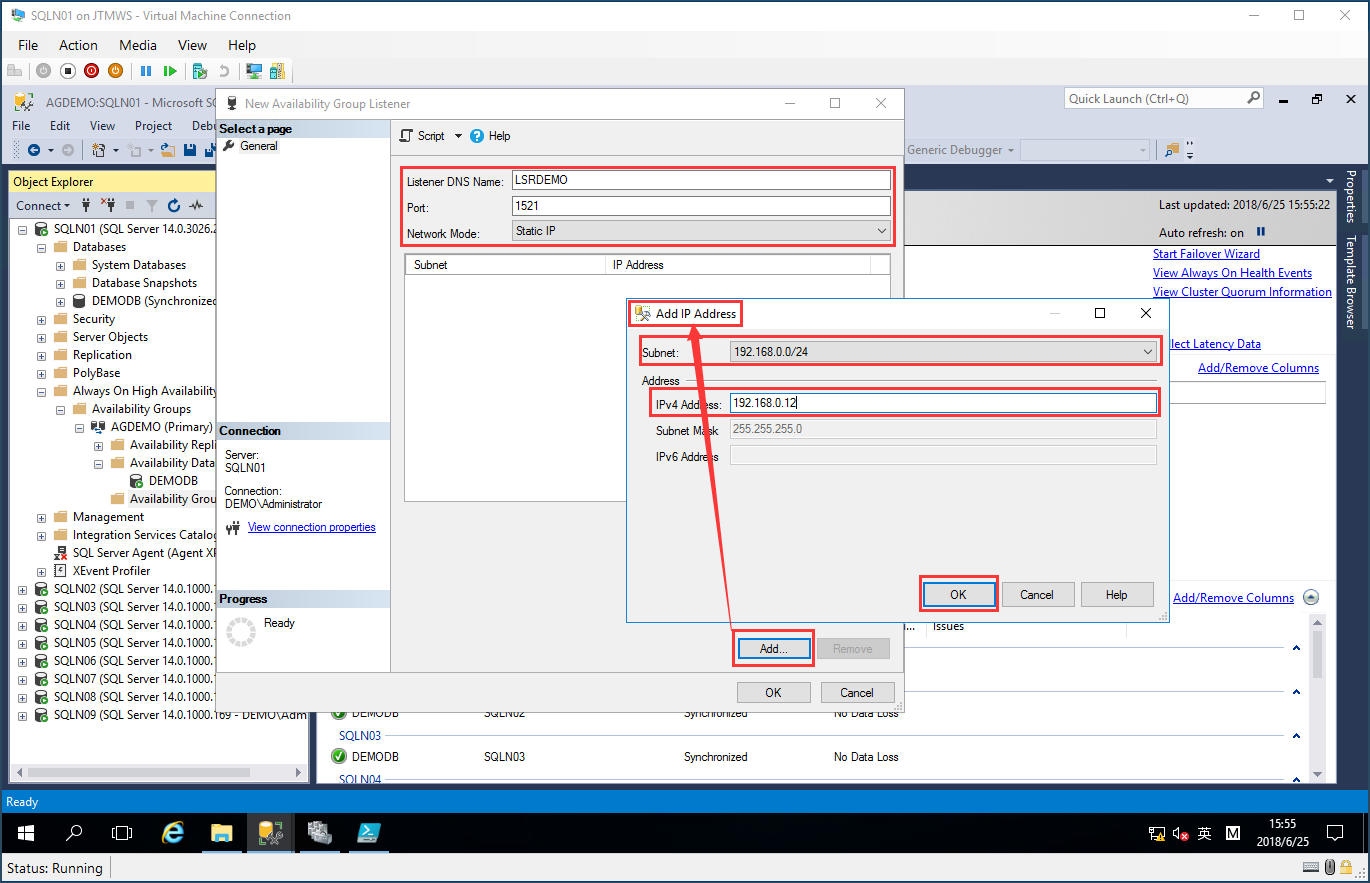 SQLN01 on JTMWS - Virtual Machine Connection
File Action Media View Help
AGDEMO:SQLN01 - Microsoft SQ
Quick Launch (Ctrl+Q)
File Edit View Project Debu
Generic Debugger
New Availability Group Listener
Select a page
General
Script Help
Listener DNS Name: LSRDEMO
Port: 1521
Network Mode: Static IP
Subnet IP Address
Object Explorer
Connect
SQLN01 (SQL Server 14.0.3026.2
Databases
System Databases
Database Snapshots
DEMODB (Synchronized
Security
Server Objects
Replication
PolyBase
Always On High Availability
Availability Groups
AGDEMO (Primary)
Availability Repli
Availability Data
DEMODB
Availability Grou
Management
Integration Services Catalog
SQL Server Agent (Agent XP
XEvent Profiler
SQLN02 (SQL Server 14.0.1000.1
SQLN03 (SQL Server 14.0.1000.1
SQLN04 (SQL Server 14.0.1000.1
SQLN05 (SQL Server 14.0.1000.1
SQLN06 (SQL Server 14.0.1000.1
SQLN07 (SQL Server 14.0.1000.1
SQLN08 (SQL Server 14.0.1000.1
SQLN09 (SQL Server 14.0.1000.169 - DEMO\Adm
Connection
Server:
SQLN01
Connection:
DEMO\Administrator
View connection properties
Progress
Ready
Add IP Address
Subnet: 192.168.0.0/24
Address
IPv4 Address: 192.168.0.12
Subnet Mask 255.255.255.0
IPv6 Address
OK Cancel Help
Add... Remove
OK Cancel
Last updated: 2018/6/25 15:55:22
Auto refresh: on
Start Failover Wizard
View Always On Health Events
View Cluster Quorum Information
llect Latency Data
Add/Remove Columns
Add/Remove Columns
Issues
Properties
Template Browser
DEMODB SQLN02 Synchronized No Data Loss
SQLN03
DEMODB SQLN03 Synchronized No Data Loss
SQLN04
Ready
英 M
15:55
2018/6/25
Status: Running